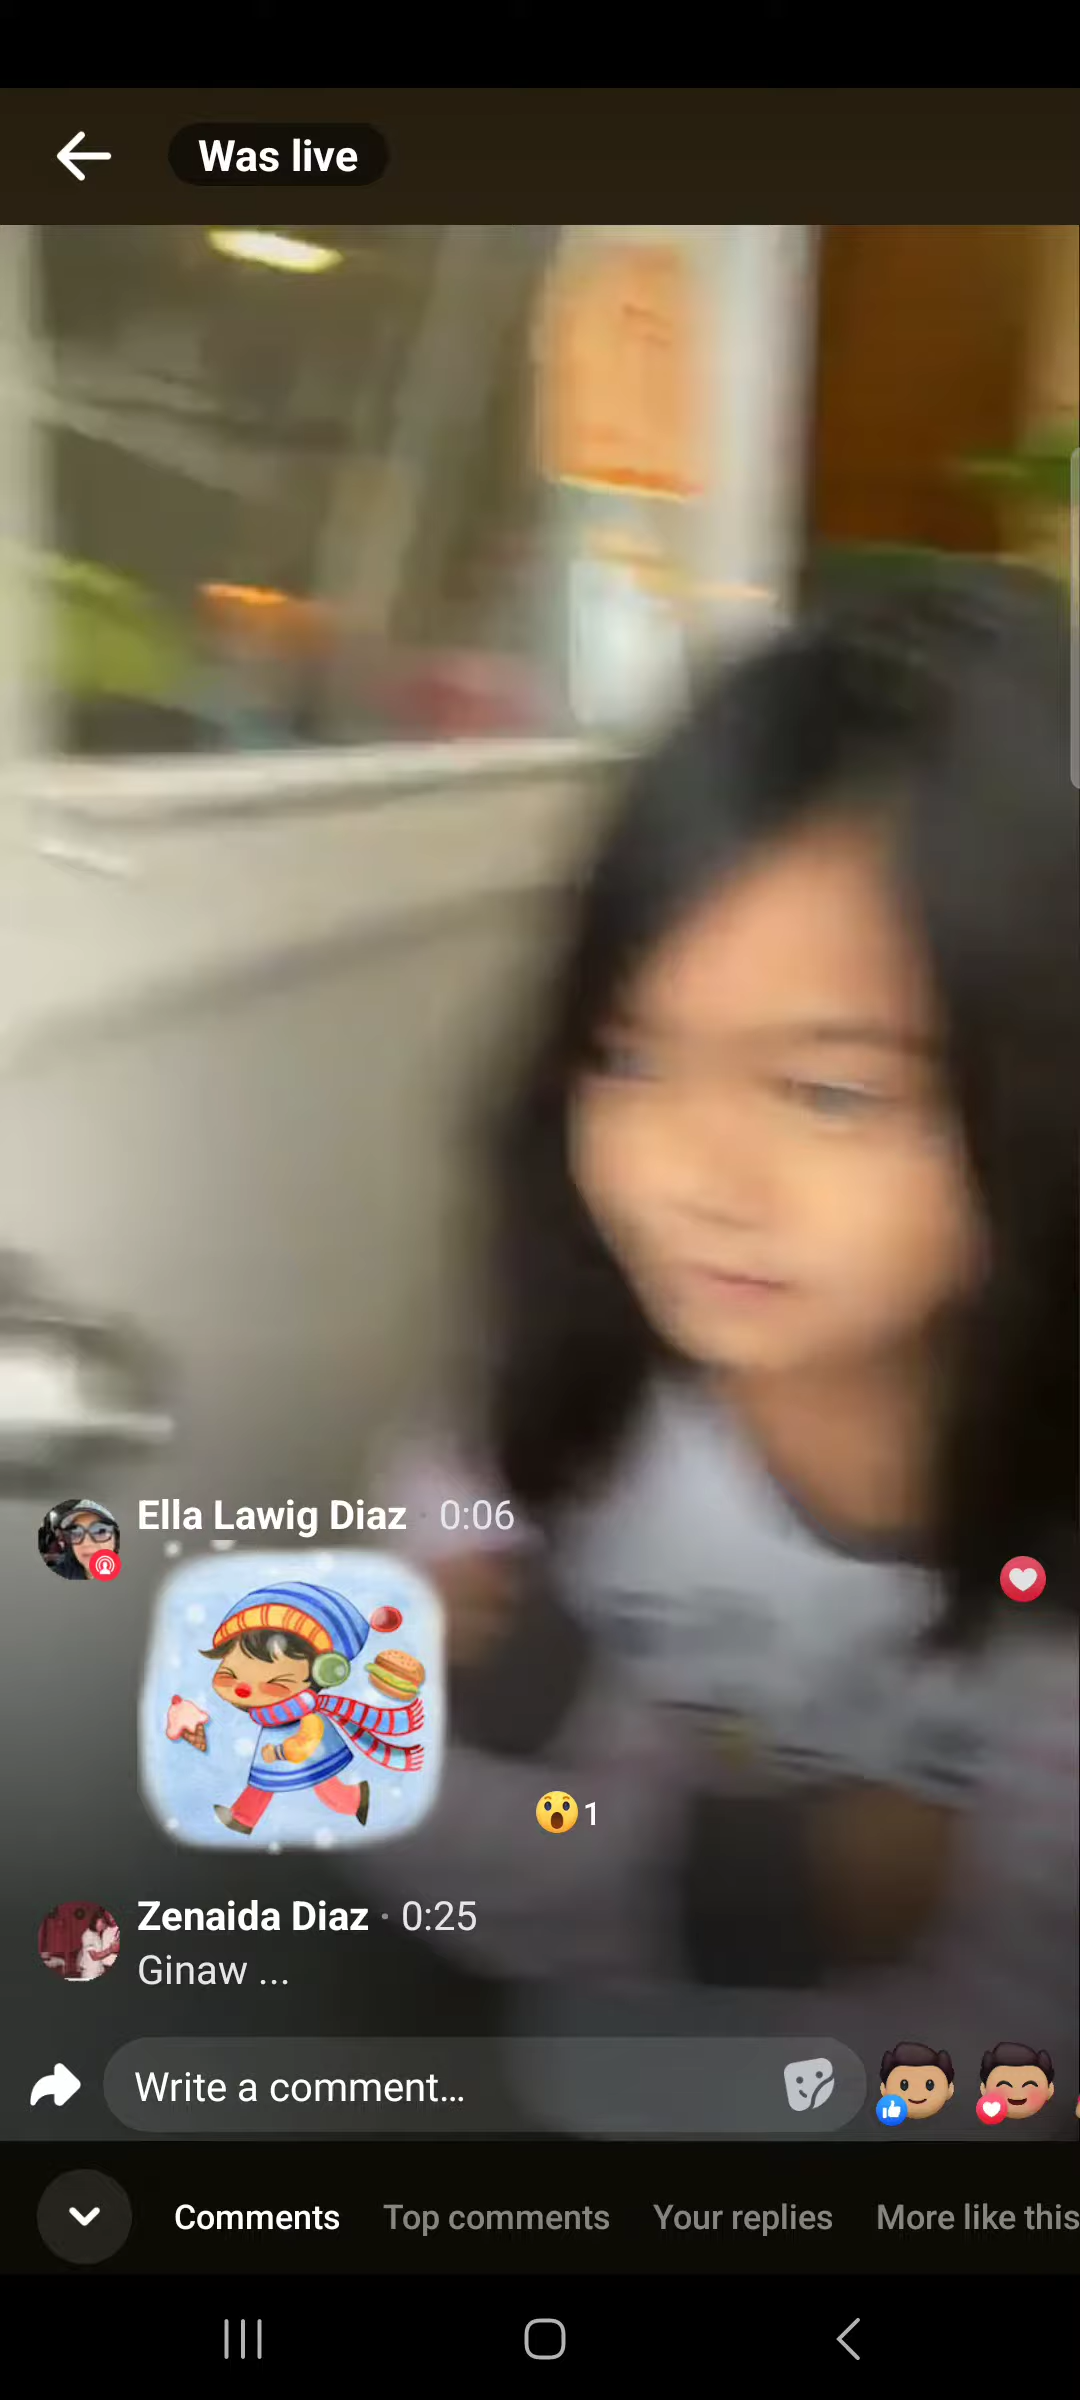 Was live
Ella Lawig Diaz · 0:06
1
Zenaida Diaz · 0:25
Ginaw ...
Write a comment...
Comments Top comments Your replies More like this